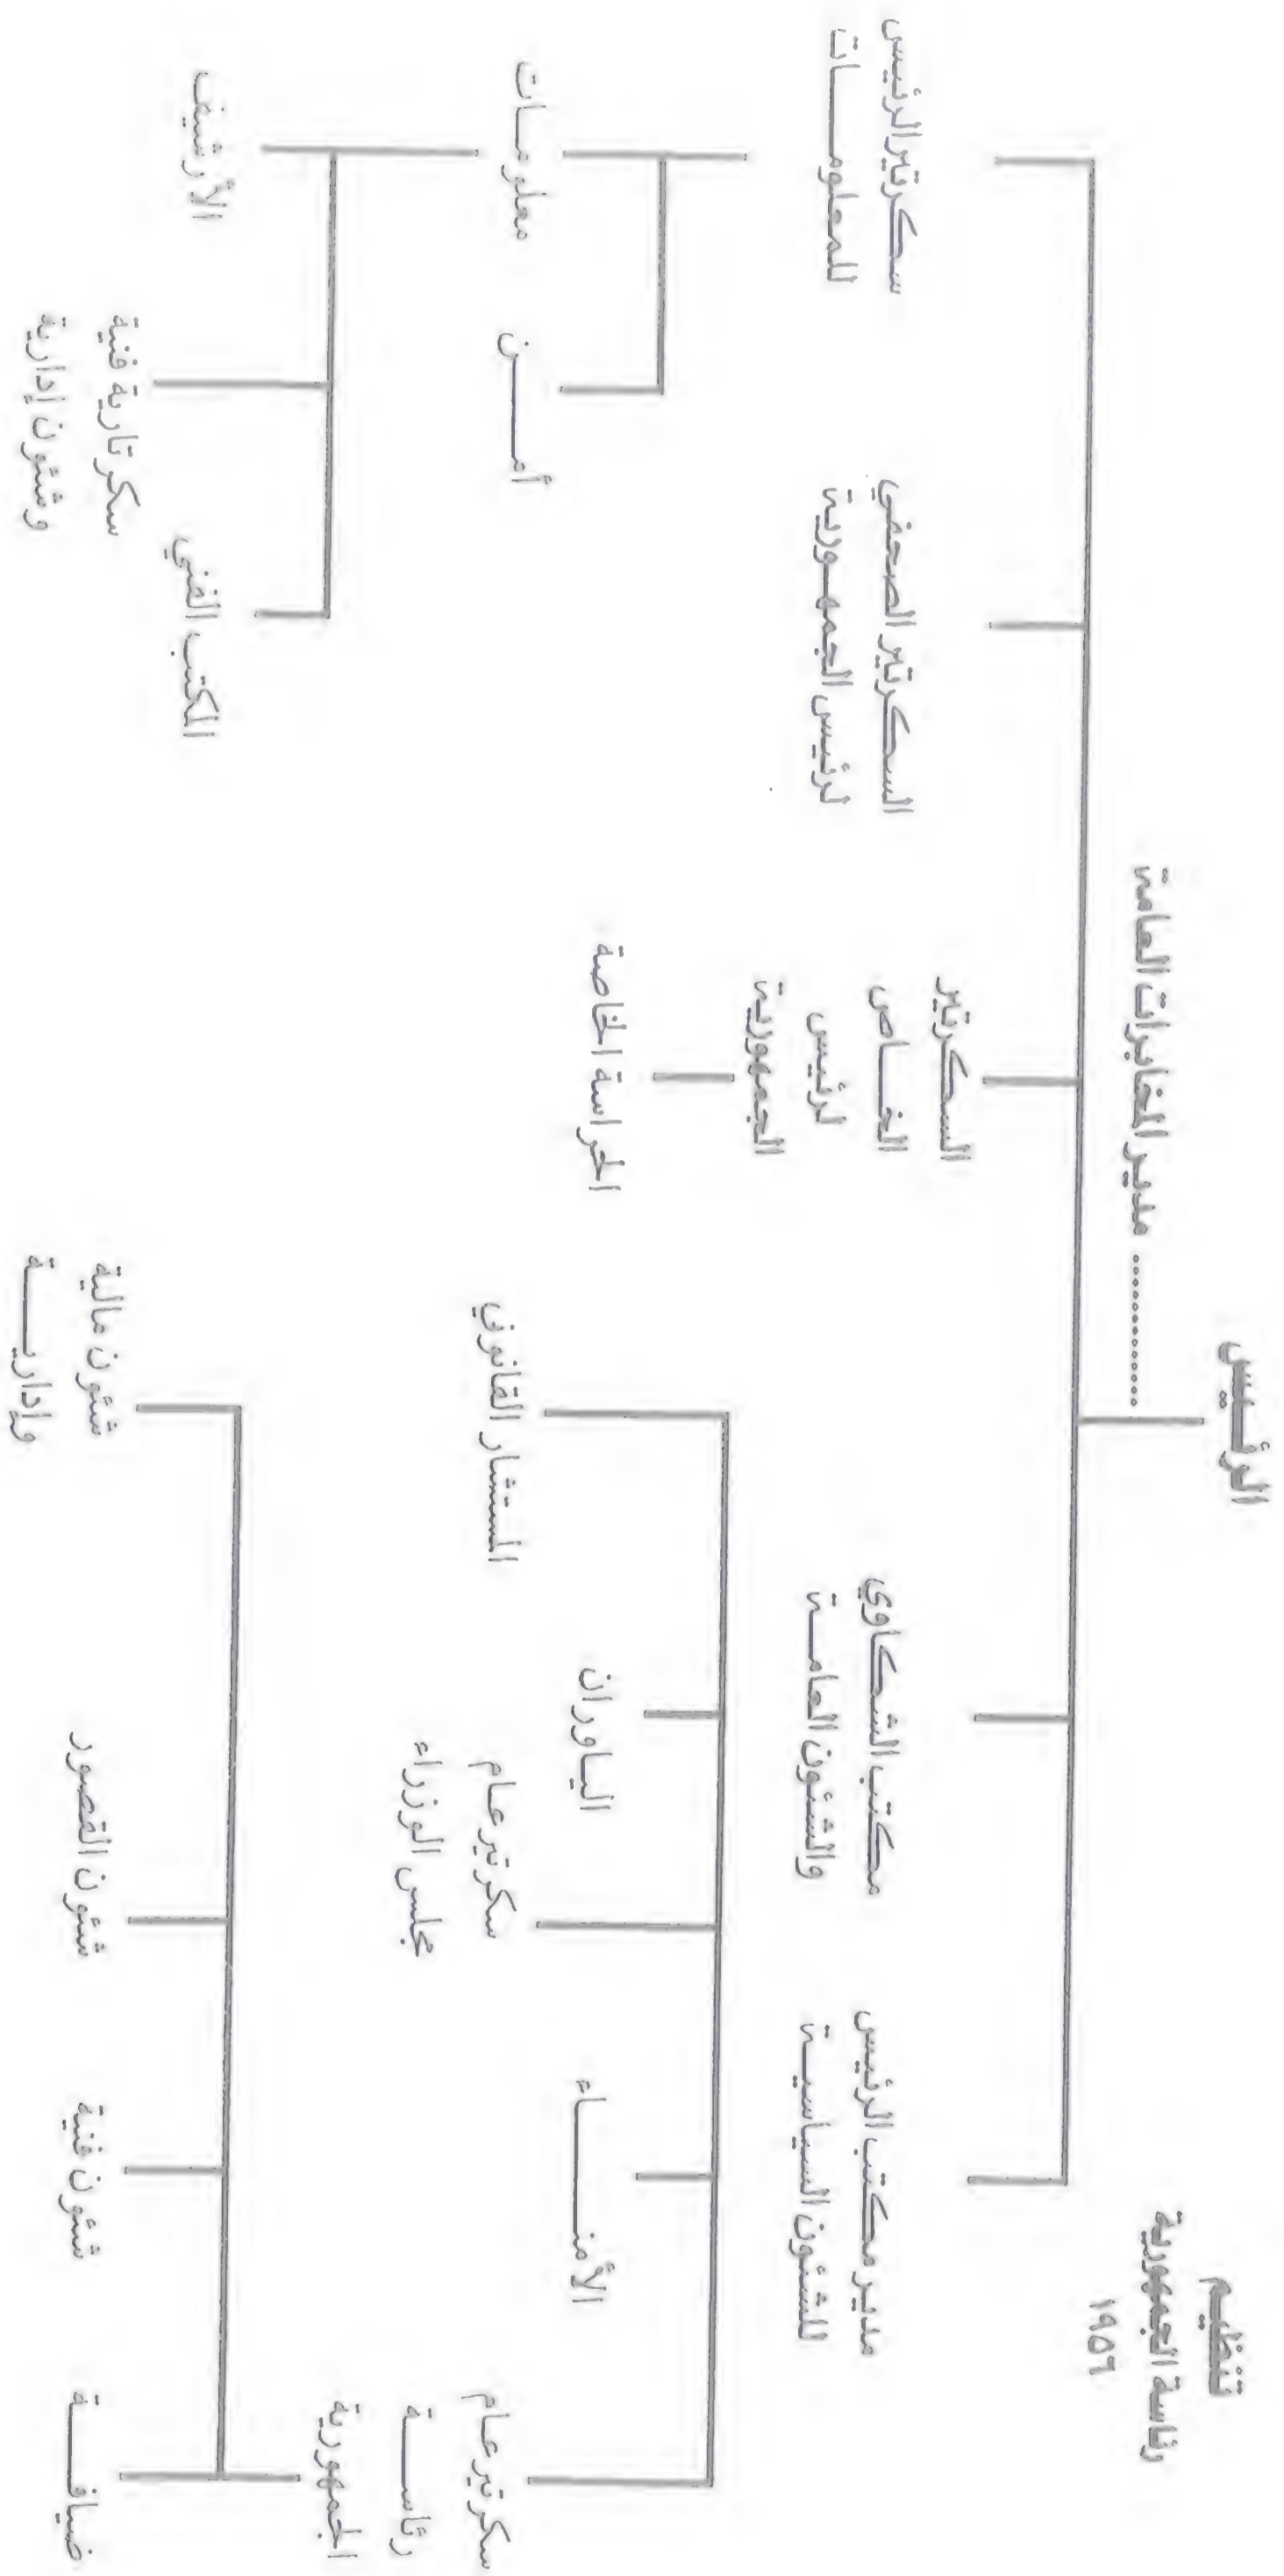 تنظيم
رئاسة الجمهورية
١٩٥٦
الرئيس
مدير المخابرات العامة
مدير مكتب الرئيس
للشئون السياسية
مكتب الشكاوي
والشئون العامة
السكرتير
الخاص
لرئيس
الجمهورية
السكرتير الصحفي
لرئيس الجمهورية
سكرتير الرئيس
للمعلومات
الحراسة الخاصة
أمن
معلومات
سكرتير عام
رئاسة
الجمهورية
الأمناء
سكرتير عام
مجلس الوزراء
الياوران
المستشار القانوني
المكتب الفني
سكرتارية فنية
وشئون إدارية
الأرشيف
ضيافة
شئون فنية
شئون القصور
شئون مالية
وإدارية